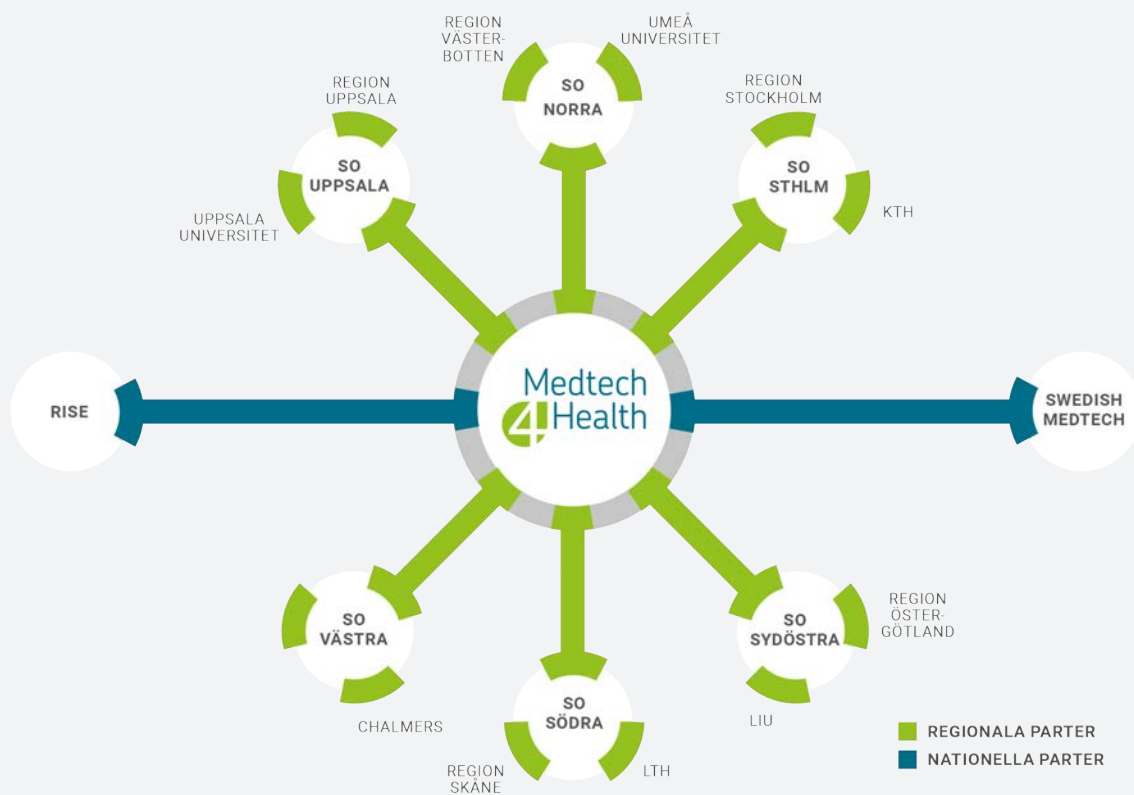 REGION
VÄSTER-
BOTTEN
UMEÅ
UNIVERSITET
SO
NORRA
REGION
UPPSALA
SO
UPPSALA
UPPSALA
UNIVERSITET
REGION
STOCKHOLM
SO
STHLM
KTH
RISE
Medtech
4Health
SWEDISH
MEDTECH
SO
VÄSTRA
CHALMERS
SO
SÖDRA
REGION
SKÅNE
LTH
SO
SYDÖSTRA
REGION
ÖSTER-
GÖTLAND
LIU
REGIONALA PARTER
NATIONELLA PARTER